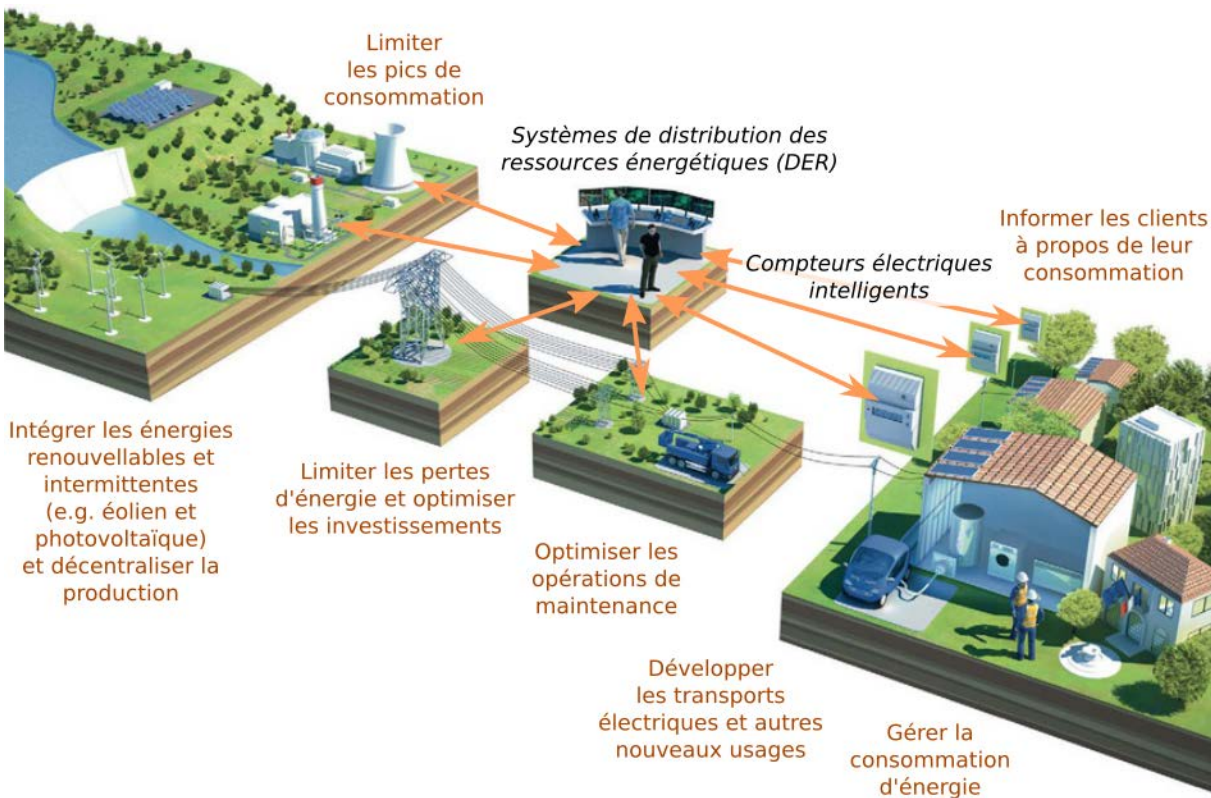 Limiter
les pics de
consommation
Systèmes de distribution des
ressources énergétiques (DER)
Informer les clients
à propos de leur
consommation
Compteurs électriques
intelligents
Intégrer les énergies
renouvellables et
intermittentes
(e.g. éolien et
photovoltaïque)
et décentraliser la
production
Limiter les pertes
d'énergie et optimiser
les investissements
Optimiser les
opérations de
maintenance
Développer
les transports
électriques et autres
nouveaux usages
Gérer la
consommation
d'énergie